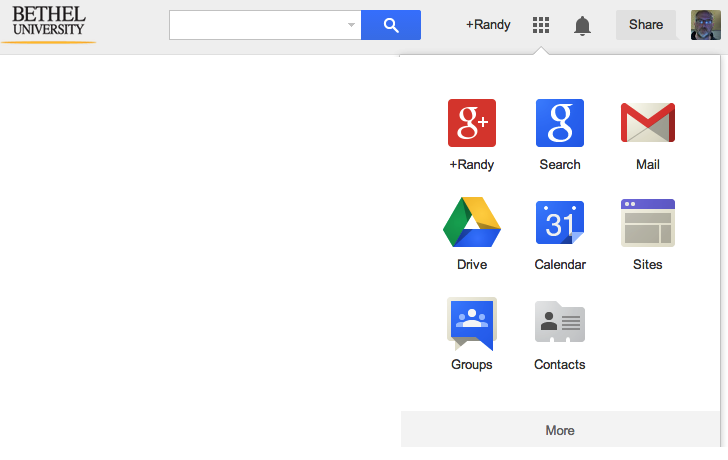 BETHEL
UNIVERSITY
+Randy
Share
g+
g
+Randy
Search
Mail
31
Drive
Calendar
Sites
Groups
Contacts
More